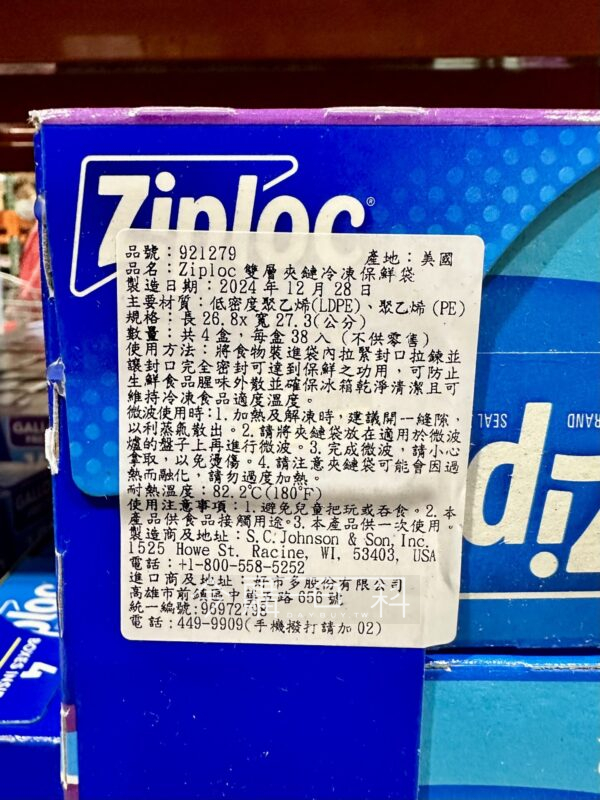 Ziploc®
品號：921279 產地：美國
品名：Ziploc 雙層夾鏈冷凍保鮮袋
製造日期：2024 年 12 月 28日
主要材質：低密度聚乙烯(LDPE)、聚乙烯 (PE)
規格：長 26.8x 寬 27.3(公分)
數量：共 4 盒，每盒 38 入 (不供零售)
使用方法：將食物裝進袋內拉緊封口拉鍊並
讓封口完全密封可達到保鮮之功用，可防止
生鮮食品腥味外散並確保冰箱乾淨清潔且可
維持冷凍食品適度溫度。
微波使用時：1.加熱及解凍時，建議開一縫隙，
以利蒸氣散出。2.請將夾鏈袋放在適用於微波
爐的盤子上再進行微波。3.完成微波，請小心
拿取，以免燙傷。4.請注意夾鏈袋可能會因過
熱而融化，請勿過度加熱。
耐熱溫度：82.2℃(180℉)
使用注意事項：1.避免兒童把玩或吞食。2.本
產品供食品接觸用途。3.本產品供一次使用。
製造商及地址：S.C.Johnson & Son, Inc.
1525 Howe St. Racine, WI, 53403, USA
電話：+1-800-558-5252
進口商及地址：好市多股份有限公司
高雄市前鎮區中華五路 656 號
統一編號:96972798
電話：449-9909(手機撥打請加 02)
SEAL
RAND
Zip
GALLO
ploc
4
BOXES INSI